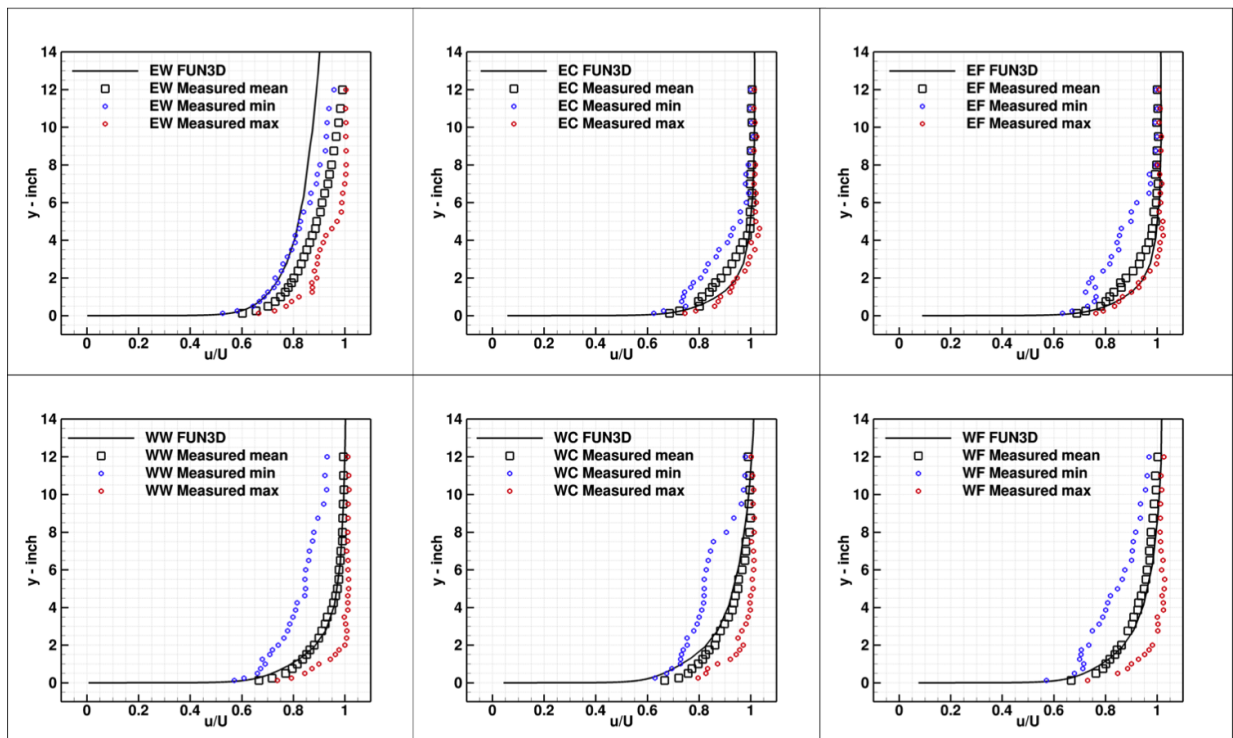 14
EW FUN3D
12
EW Measured mean
EW Measured min
10
EW Measured max
8
y - inch
6
4
2
0
0 0.2 0.4 0.6 0.8 1
u/U
14
EC FUN3D
12
EC Measured mean
EC Measured min
10
EC Measured max
8
y - inch
6
4
2
0
0 0.2 0.4 0.6 0.8 1
u/U
14
EF FUN3D
12
EF Measured mean
EF Measured min
10
EF Measured max
8
y - inch
6
4
2
0
0 0.2 0.4 0.6 0.8 1
u/U
14
WW FUN3D
12
WW Measured mean
WW Measured min
10
WW Measured max
8
y - inch
6
4
2
0
0 0.2 0.4 0.6 0.8 1
u/U
14
WC FUN3D
12
WC Measured mean
WC Measured min
10
WC Measured max
8
y - inch
6
4
2
0
0 0.2 0.4 0.6 0.8 1
u/U
14
WF FUN3D
12
WF Measured mean
WF Measured min
10
WF Measured max
8
y - inch
6
4
2
0
0 0.2 0.4 0.6 0.8 1
u/U